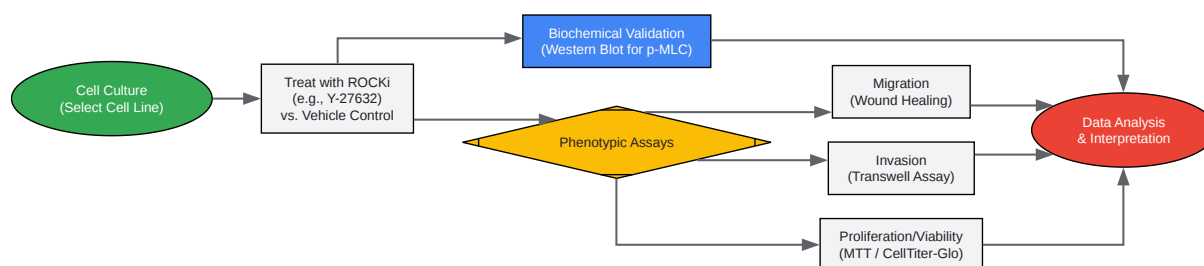 Cell Culture
(Select Cell Line)
Treat with ROCKi
(e.g., Y-27632)
vs. Vehicle Control
Biochemical Validation
(Western Blot for p-MLC)
Phenotypic Assays
Migration
(Wound Healing)
Invasion
(Transwell Assay)
Proliferation/Viability
(MTT / CellTiter-Glo)
Data Analysis
& Interpretation